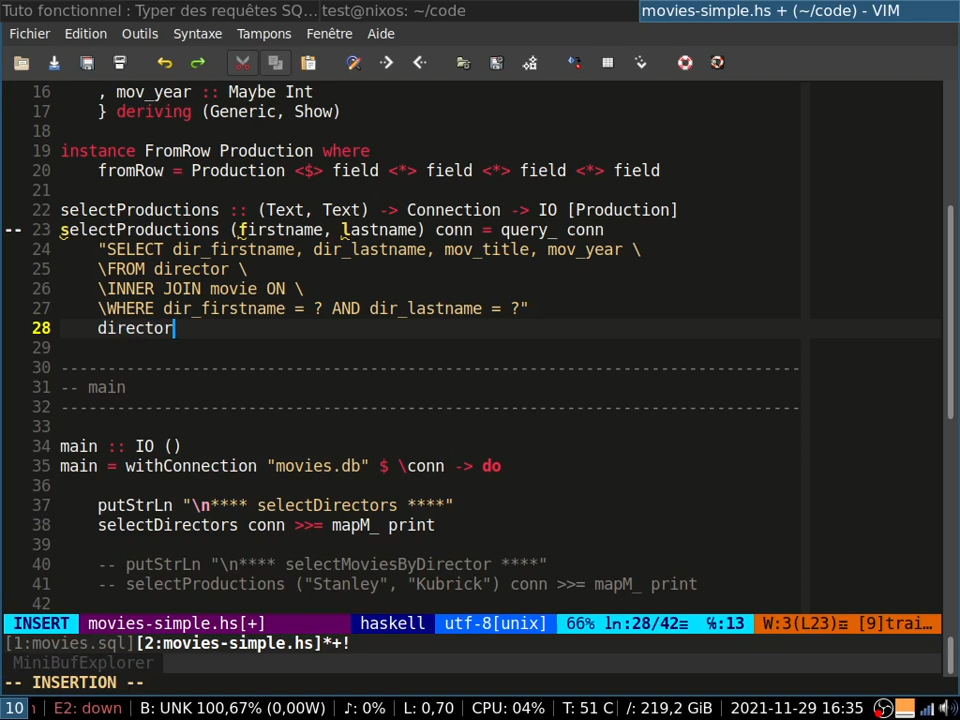 Tuto fonctionnel : Typer des requêtes SQ... test@nixos: ~/code movies-simple.hs + (~/code) - VIM
Fichier Edition Outils Syntaxe Tampons Fenêtre Aide
16 , mov_year :: Maybe Int
17 } deriving (Generic, Show)
18
19 instance FromRow Production where
20 fromRow = Production <$> field <*> field <*> field <*> field
21
22 selectProductions :: (Text, Text) -> Connection -> IO [Production]
-- 23 selectProductions (firstname, lastname) conn = query_ conn
24 "SELECT dir_firstname, dir_lastname, mov_title, mov_year \
25 \FROM director \
26 \INNER JOIN movie ON \
27 \WHERE dir_firstname = ? AND dir_lastname = ?"
28 director
29
30 -------------------------------------------------------------------------------
31 -- main
32 -------------------------------------------------------------------------------
33
34 main :: IO ()
35 main = withConnection "movies.db" $ \conn -> do
36
37 putStrLn "\n**** selectDirectors ****"
38 selectDirectors conn >>= mapM_ print
39
40 -- putStrLn "\n**** selectMoviesByDirector ****"
41 -- selectProductions ("Stanley", "Kubrick") conn >>= mapM_ print
42
INSERT movies-simple.hs[+] haskell utf-8[unix] 66% ln:28/42≡ ℅:13 W:3(L23)≡ [9]trai…
[1:movies.sql][2:movies-simple.hs]*+!
MiniBufExplorer
-- INSERTION --
10 E2: down | B: UNK 100,67% (0,00W) | ♪: 0% | L: 0,70 | CPU: 04% | T: 51 C | /: 219,2 GiB | 2021-11-29 16:35